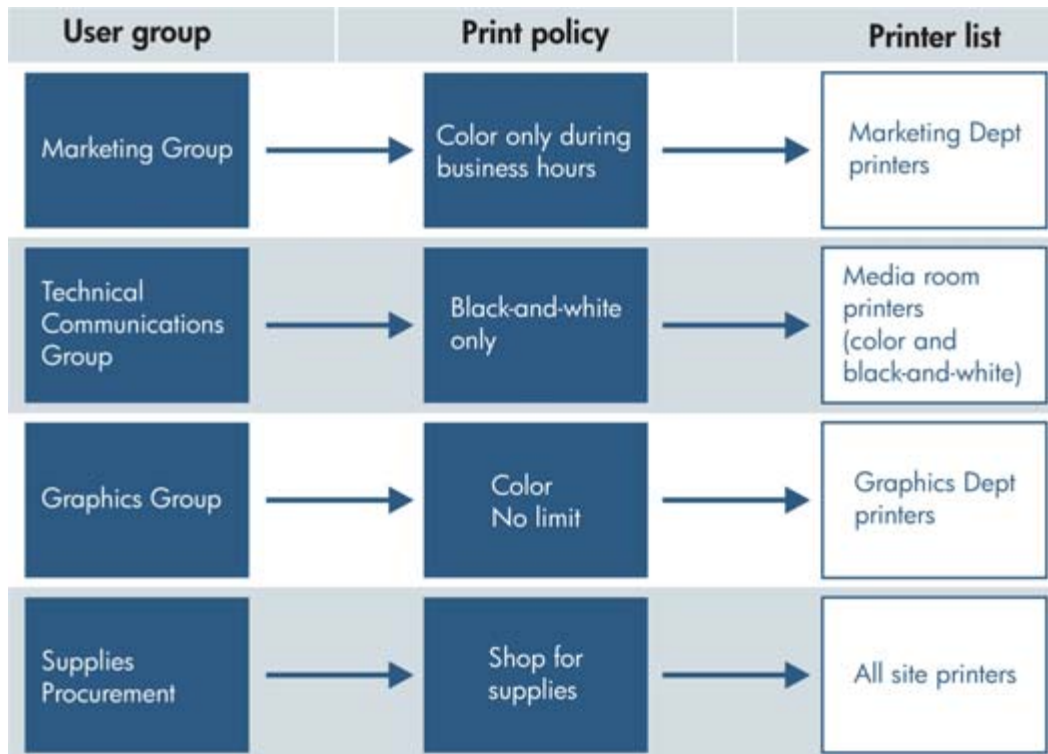 User group
Print policy
Printer list
Marketing Group
Color only during
business hours
Marketing Dept
printers
Technical
Communications
Group
Black-and-white
only
Media room
printers
(color and
black-and-white)
Graphics Group
Color
No limit
Graphics Dept
printers
Supplies
Procurement
Shop for
supplies
All site printers